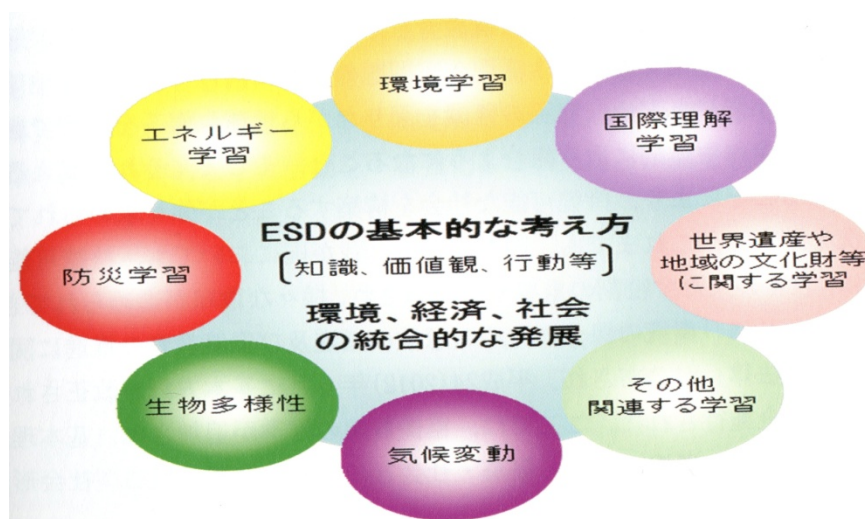 環境学習
国際理解
学習
世界遺産や
地域の文化財等
に関する学習
その他
関連する学習
気候変動
生物多様性
防災学習
エネルギー
学習
ESDの基本的な考え方
〔知識、価値観、行動等〕
環境、経済、社会
の統合的な発展